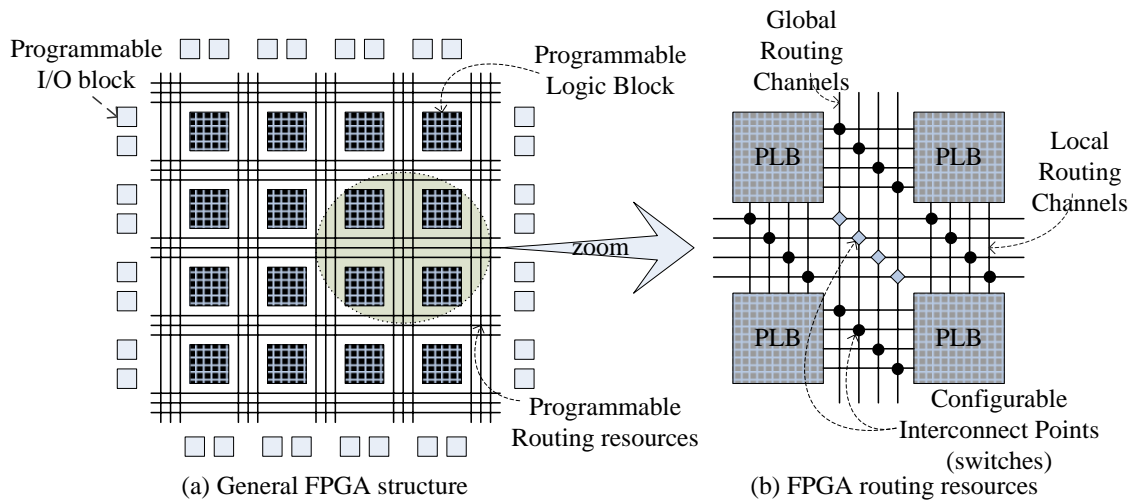 Programmable
I/O block
Programmable
Logic Block
Global
Routing
Channels
PLB
PLB
Local
Routing
Channels
zoom
PLB
PLB
Programmable
Routing resources
Configurable
Interconnect Points
(switches)
(a) General FPGA structure
(b) FPGA routing resources